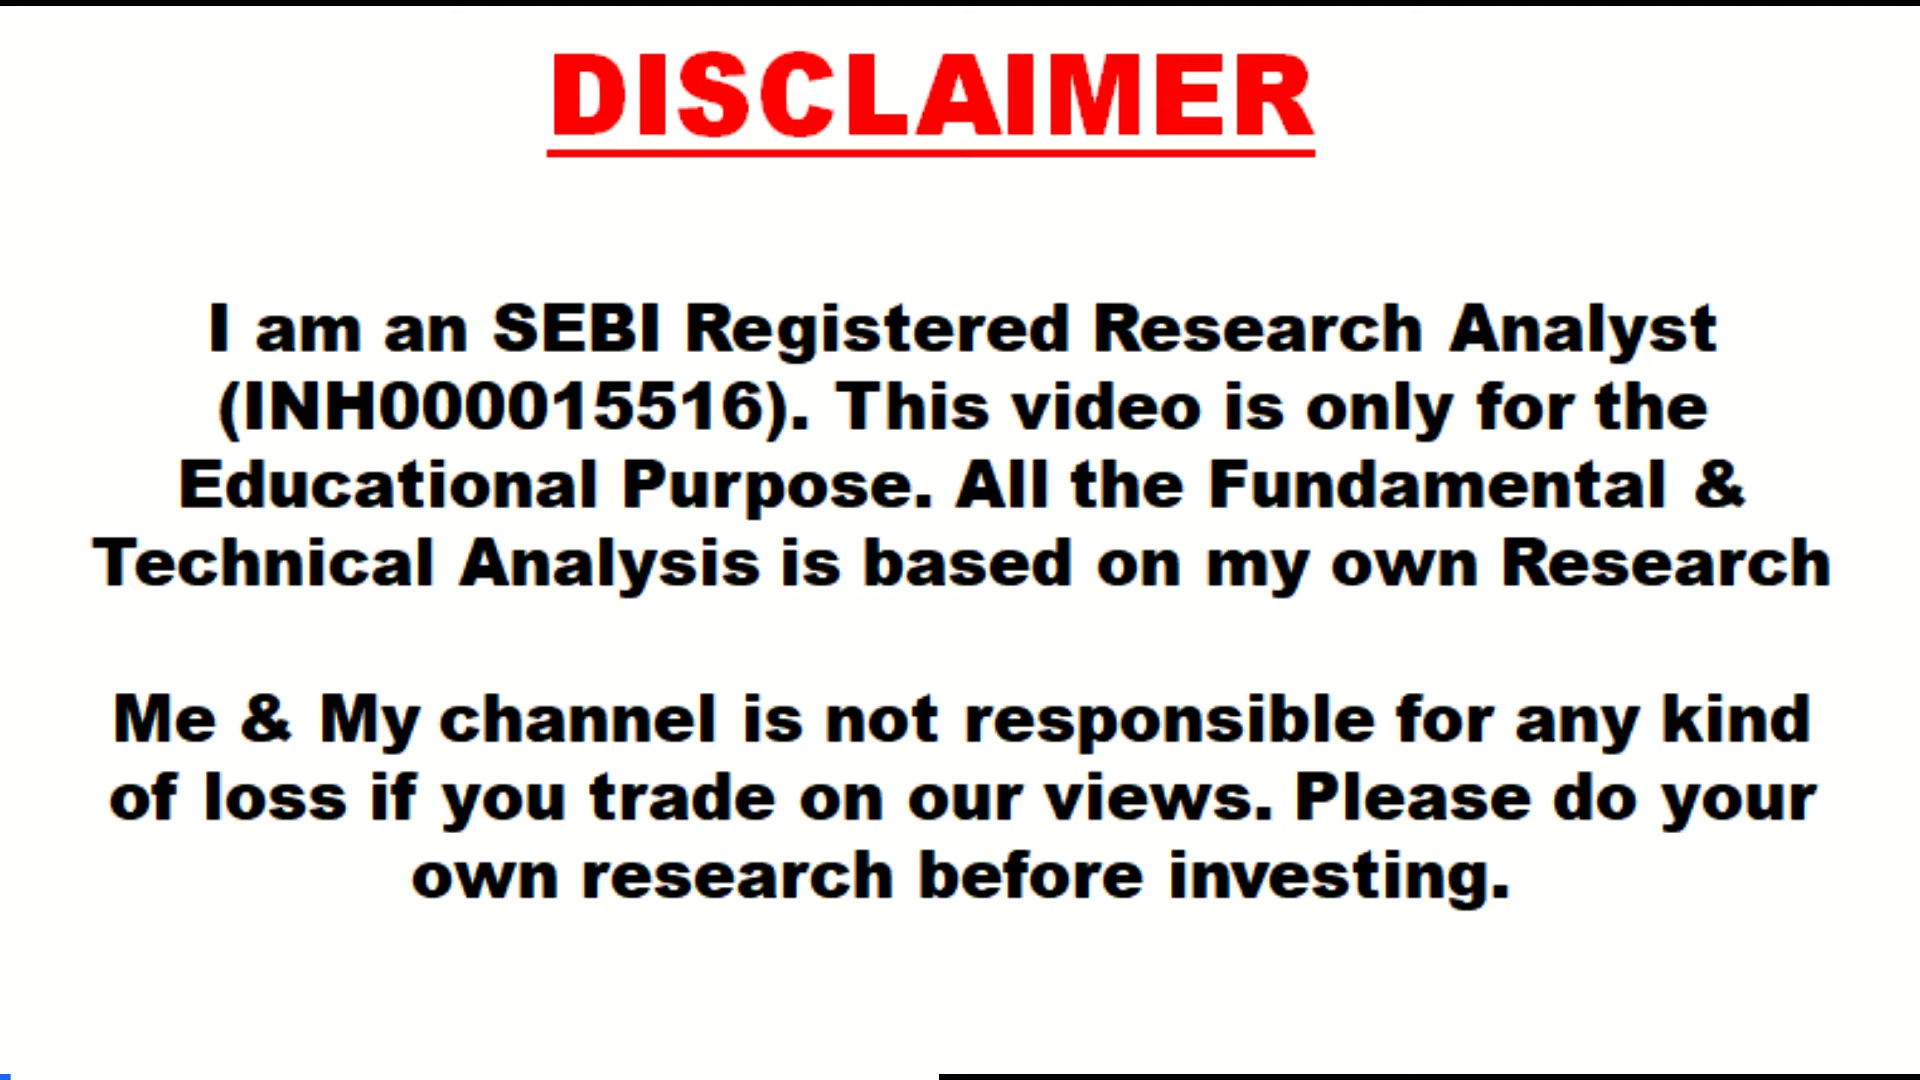 DISCLAIMER
I am an SEBI Registered Research Analyst
(INH000015516). This video is only for the
Educational Purpose. All the Fundamental &
Technical Analysis is based on my own Research
Me & My channel is not responsible for any kind
of loss if you trade on our views. Please do your
own research before investing.